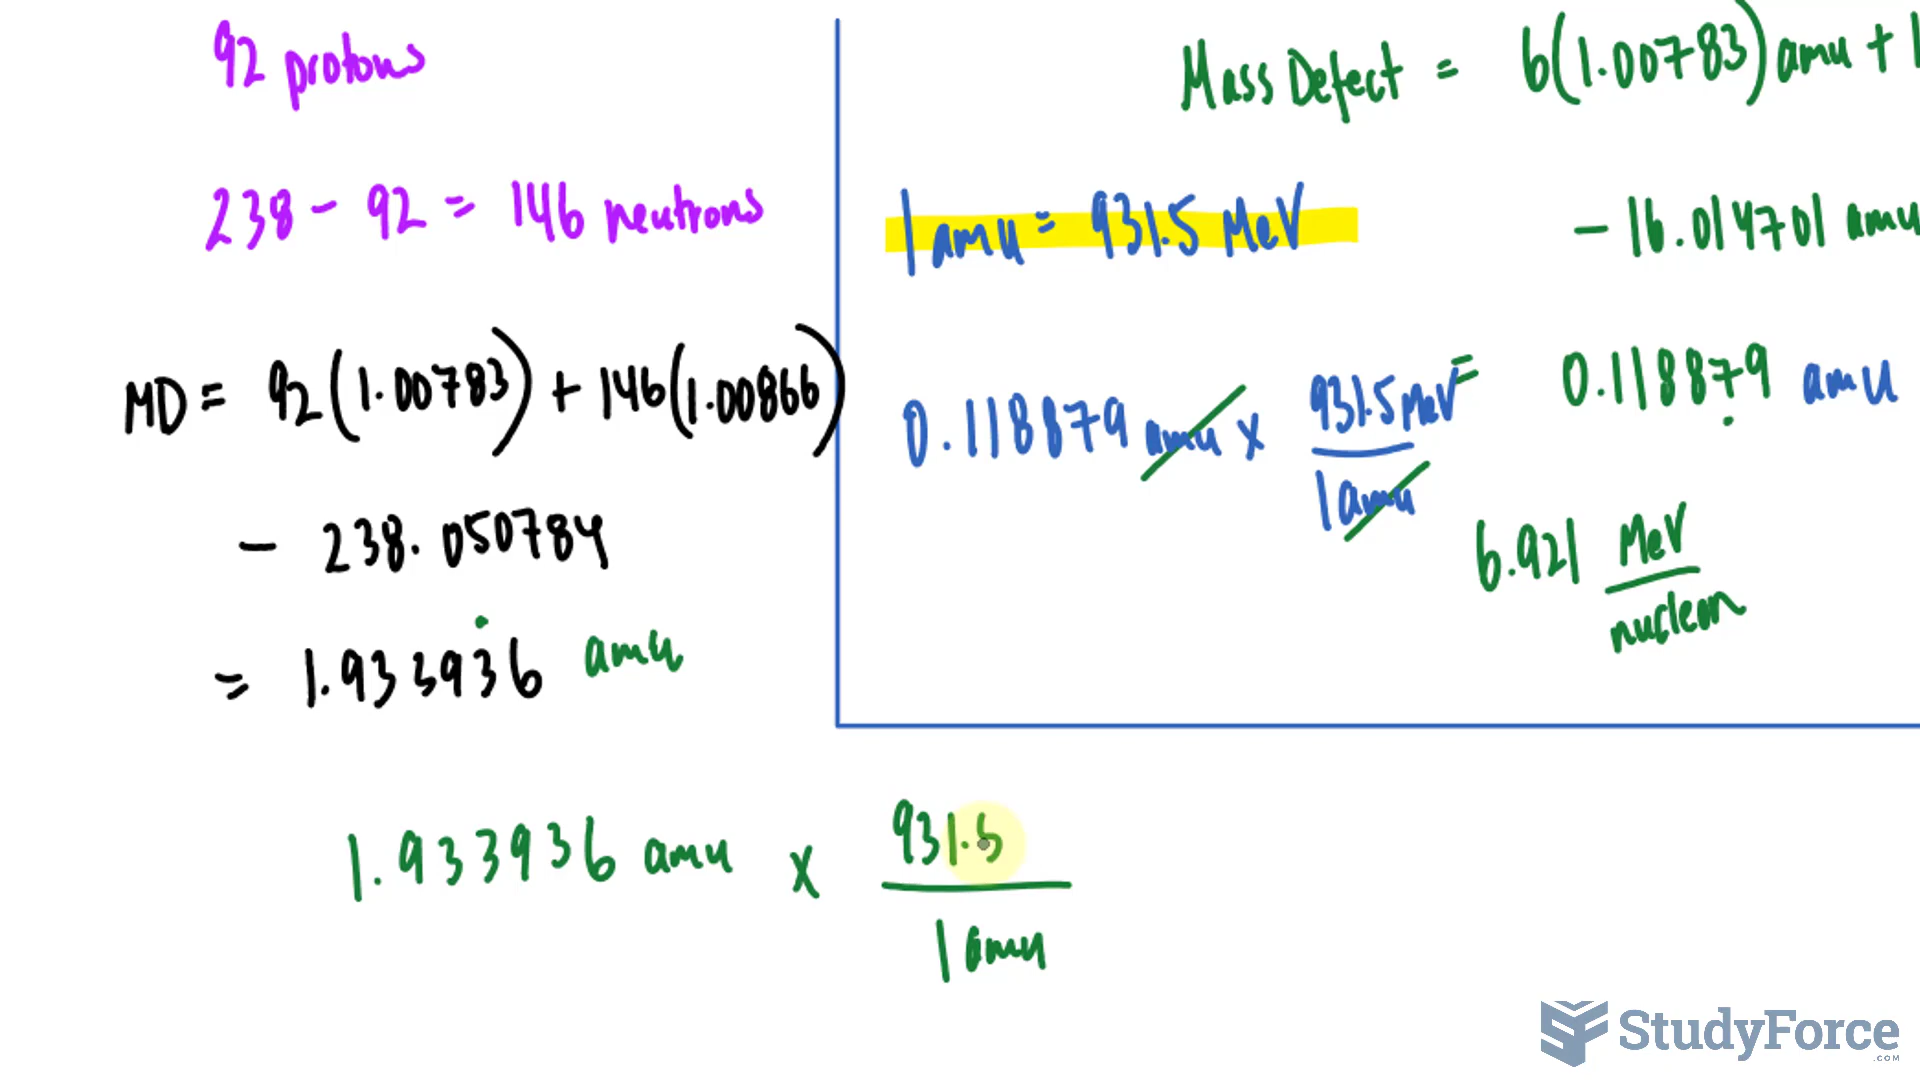 92 protons
238 - 92 = 146 neutrons
MD = 92(1.00783) + 146(1.00866)
- 238.050784
= 1.933936 amu
Mass Defect = 6(1.00783) amu + 1
1 amu = 931.5 MeV
- 16.014701 amu
0.118879 amu x 931.5 MeV =
1 amu
0.118879 amu
6.921 MeV
nucleon
1.933936 amu x 931.5
1 amu
StudyForce
.COM